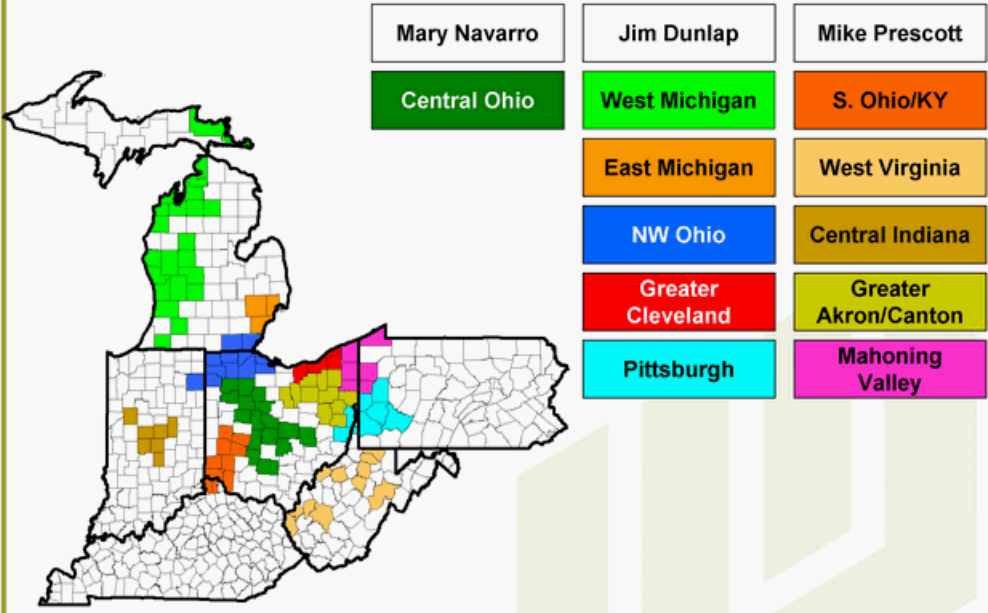 Mary Navarro
Jim Dunlap
Mike Prescott
Central Ohio
West Michigan
S. Ohio/KY
East Michigan
West Virginia
NW Ohio
Central Indiana
Greater
Cleveland
Greater
Akron/Canton
Pittsburgh
Mahoning
Valley